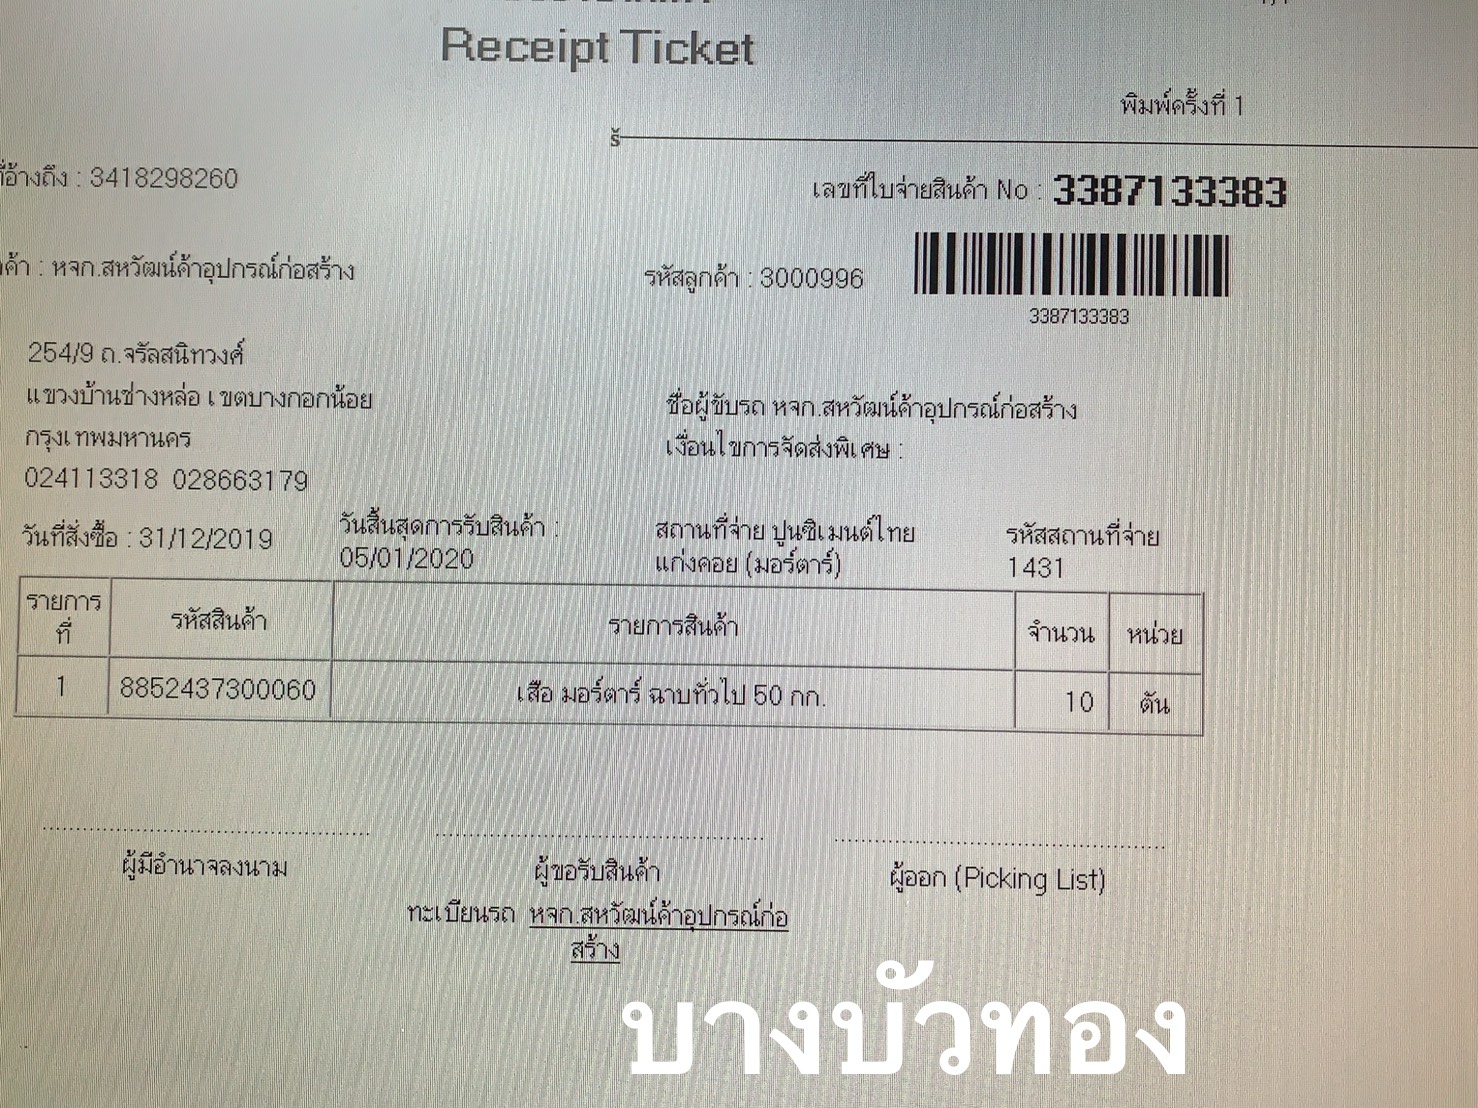 Receipt Ticket
พิมพ์ครั้งที่ 1
ที่อ้างถึง : 3418298260
เลขที่ใบจ่ายสินค้า No : 3387133383
ค้า : หจก.สหวัฒน์ค้าอุปกรณ์ก่อสร้าง
รหัสลูกค้า : 3000996
3387133383
254/9 ถ.จรัลสนิทวงศ์
แขวงบ้านช่างหล่อ เขตบางกอกน้อย
กรุงเทพมหานคร
024113318 028663179
ชื่อผู้ขับรถ หจก.สหวัฒน์ค้าอุปกรณ์ก่อสร้าง
เงื่อนไขการจัดส่งพิเศษ :
วันที่สั่งซื้อ : 31/12/2019
วันสิ้นสุดการรับสินค้า :
05/01/2020
สถานที่จ่าย ปูนซิเมนต์ไทย
แก่งคอย (มอร์ตาร์)
รหัสสถานที่จ่าย
1431
รายการ
ที่
รหัสสินค้า
รายการสินค้า
จำนวน
หน่วย
1
8852437300060
เสือ มอร์ตาร์ ฉาบทั่วไป 50 กก.
10
ตัน
ผู้มีอำนาจลงนาม
ผู้ขอรับสินค้า
ผู้ออก (Picking List)
ทะเบียนรถ หจก.สหวัฒน์ค้าอุปกรณ์ก่อ
สร้าง
บางบัวทอง